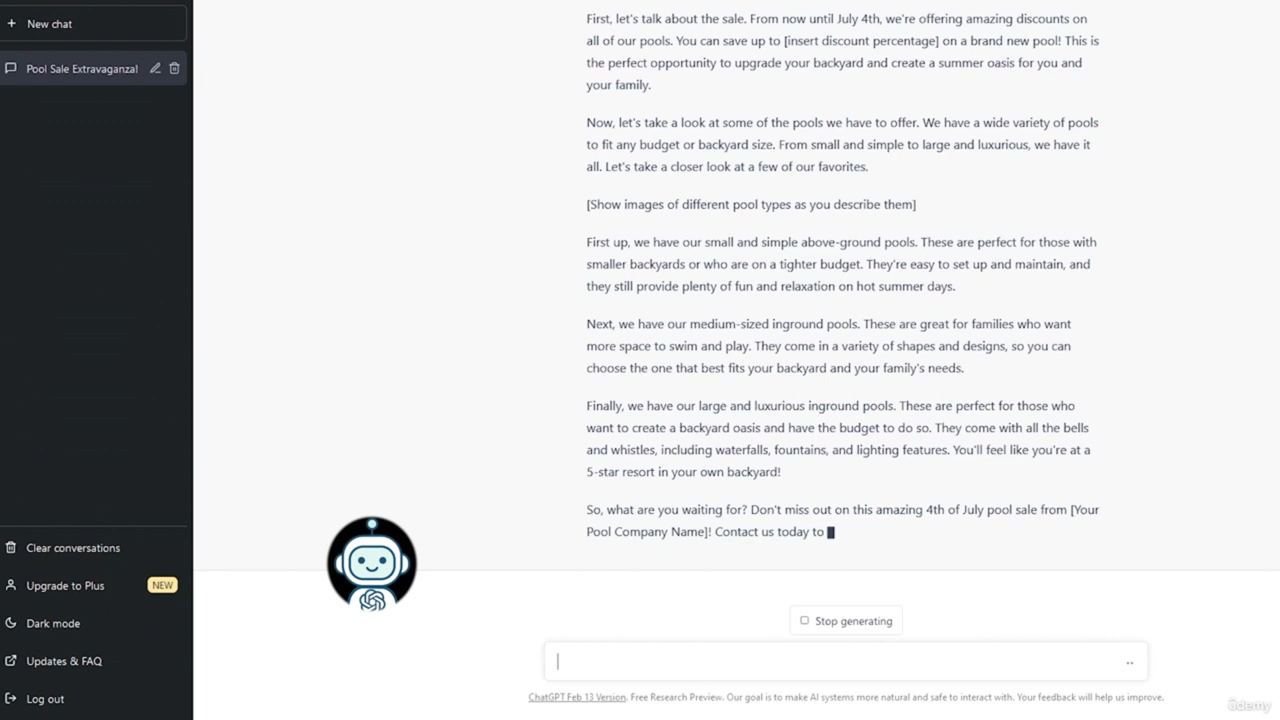 New chat
Pool Sale Extravaganza!
First, let's talk about the sale. From now until July 4th, we're offering amazing discounts on
all of our pools. You can save up to [insert discount percentage] on a brand new pool! This is
the perfect opportunity to upgrade your backyard and create a summer oasis for you and
your family.
Now, let's take a look at some of the pools we have to offer. We have a wide variety of pools
to fit any budget or backyard size. From small and simple to large and luxurious, we have it
all. Let's take a closer look at a few of our favorites.
[Show images of different pool types as you describe them]
First up, we have our small and simple above-ground pools. These are perfect for those with
smaller backyards or who are on a tighter budget. They're easy to set up and maintain, and
they still provide plenty of fun and relaxation on hot summer days.
Next, we have our medium-sized inground pools. These are great for families who want
more space to swim and play. They come in a variety of shapes and designs, so you can
choose the one that best fits your backyard and your family's needs.
Finally, we have our large and luxurious inground pools. These are perfect for those who
want to create a backyard oasis and have the budget to do so. They come with all the bells
and whistles, including waterfalls, fountains, and lighting features. You'll feel like you're at a
5-star resort in your own backyard!
So, what are you waiting for? Don't miss out on this amazing 4th of July pool sale from [Your
Pool Company Name]! Contact us today to
Clear conversations
Upgrade to Plus NEW
Dark mode
Updates & FAQ
Log out
Stop generating
ChatGPT Feb 13 Version. Free Research Preview. Our goal is to make AI systems more natural and safe to interact with. Your feedback will help us improve.
ûdemy